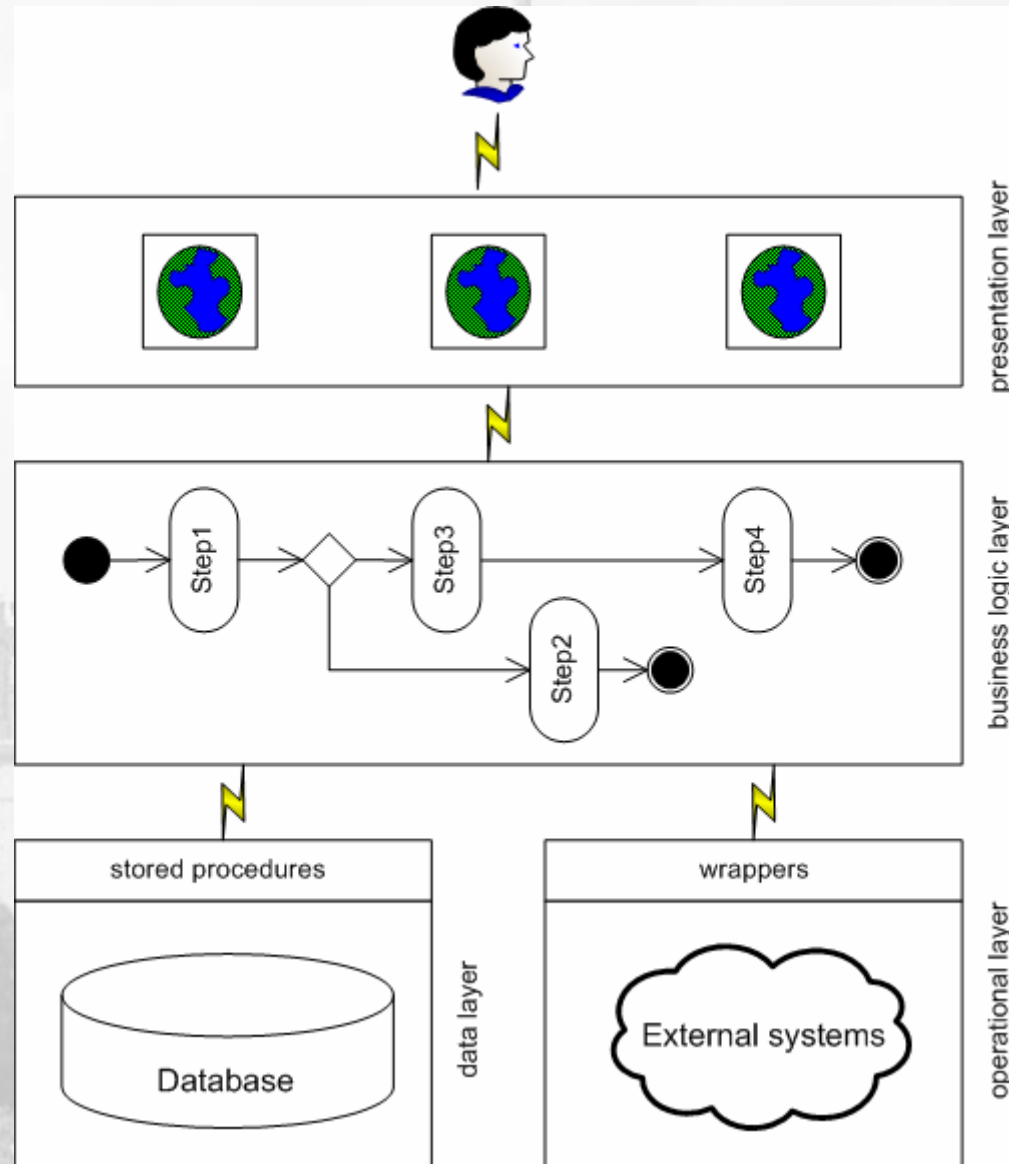 presentation layer
Step1
Step3
Step4
Step2
business logic layer
stored procedures
wrappers
Database
data layer
External systems
operational layer